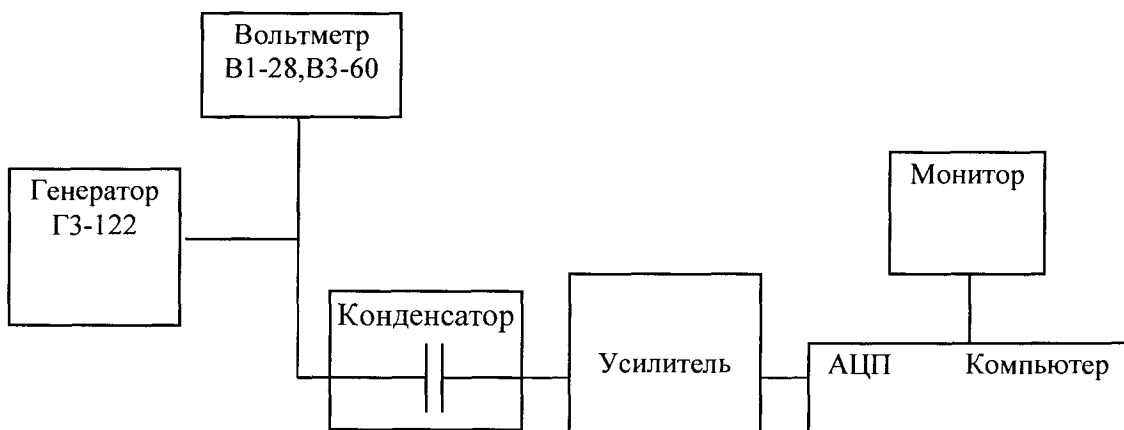 Вольтметр
В1-28,В3-60
Генератор
Г3-122
Монитор
Конденсатор
Усилитель
АЦП Компьютер